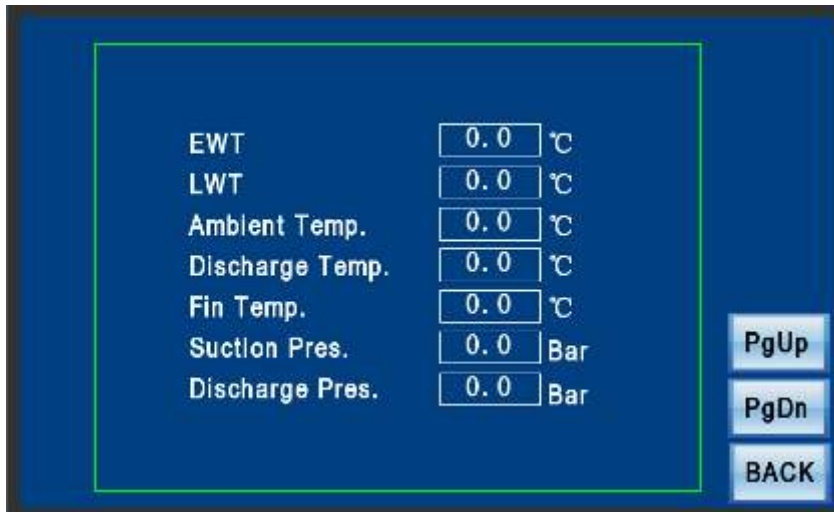 EWT 0.0 ℃
LWT 0.0 ℃
Ambient Temp. 0.0 ℃
Discharge Temp. 0.0 ℃
Fin Temp. 0.0 ℃
Suction Pres. 0.0 Bar
Discharge Pres. 0.0 Bar
PgUp
PgDn
BACK